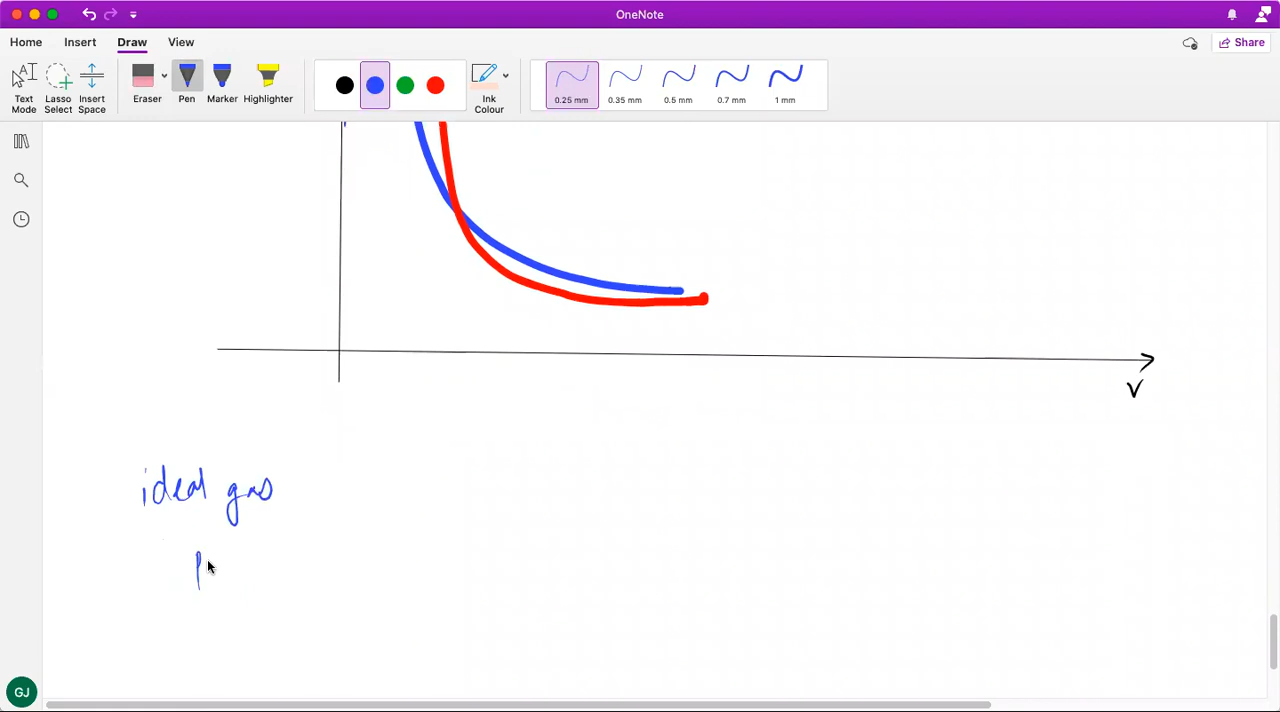 OneNote
Home Insert Draw View
Share
Text Mode
Lasso Select
Insert Space
Eraser
Pen
Marker
Highlighter
Ink Colour
0.25 mm
0.35 mm
0.5 mm
0.7 mm
1 mm
v
ideal gas
p
GJ